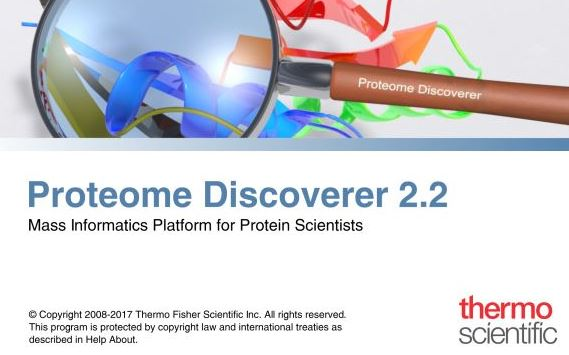 Proteome Discoverer
Proteome Discoverer 2.2
Mass Informatics Platform for Protein Scientists
© Copyright 2008-2017 Thermo Fisher Scientific Inc. All rights reserved.
This program is protected by copyright law and international treaties as
described in Help About.
thermo
scientific